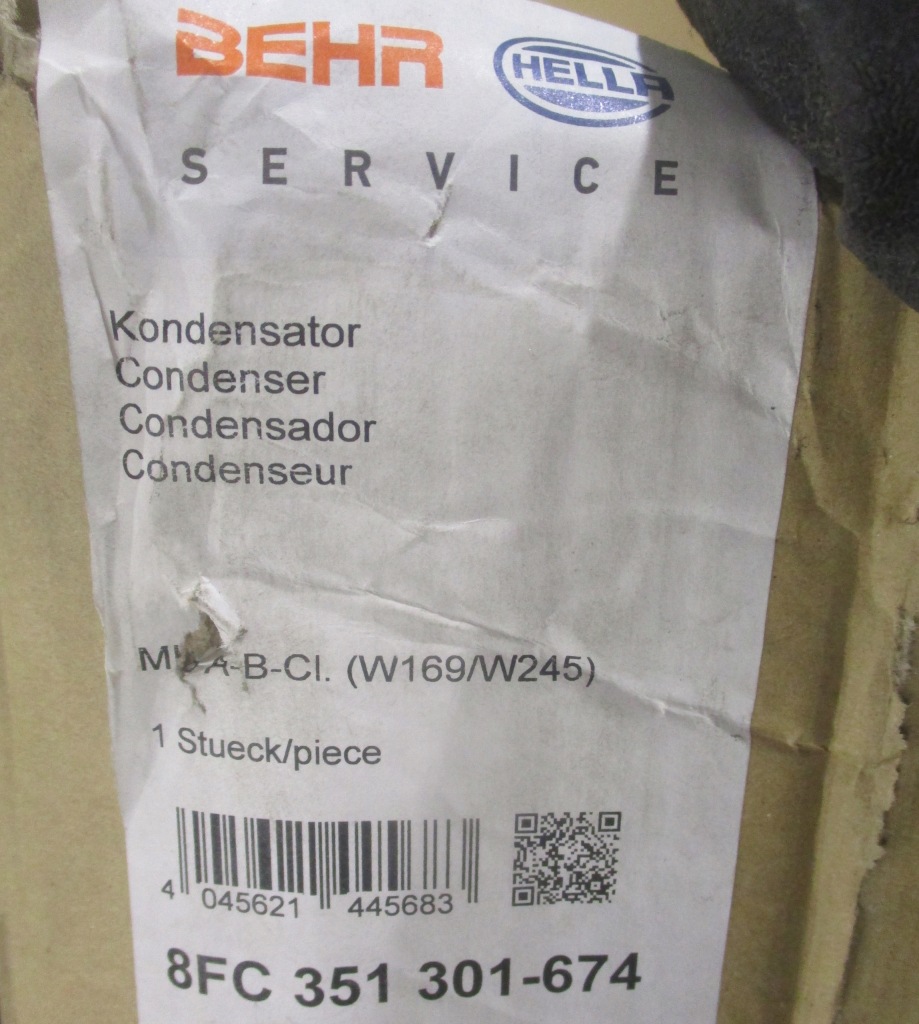 BEHR HELLA
SERVICE
Kondensator
Condenser
Condensador
Condenseur
A-B-Cl. (W169/W245)
1 Stueck/piece
4 045621 445683
8FC 351 301-674